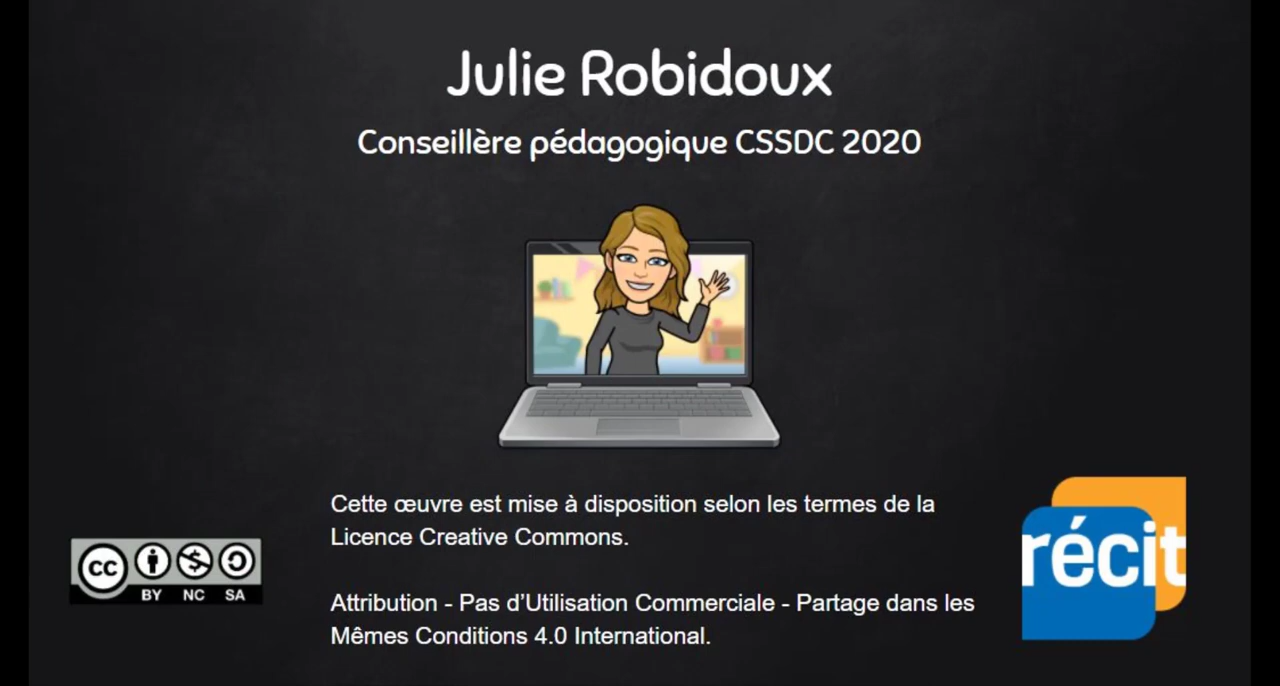 Julie Robidoux
Conseillère pédagogique CSSDC 2020
Cette œuvre est mise à disposition selon les termes de la
Licence Creative Commons.
cc
BY NC SA
Attribution - Pas d’Utilisation Commerciale - Partage dans les
Mêmes Conditions 4.0 International.
récit